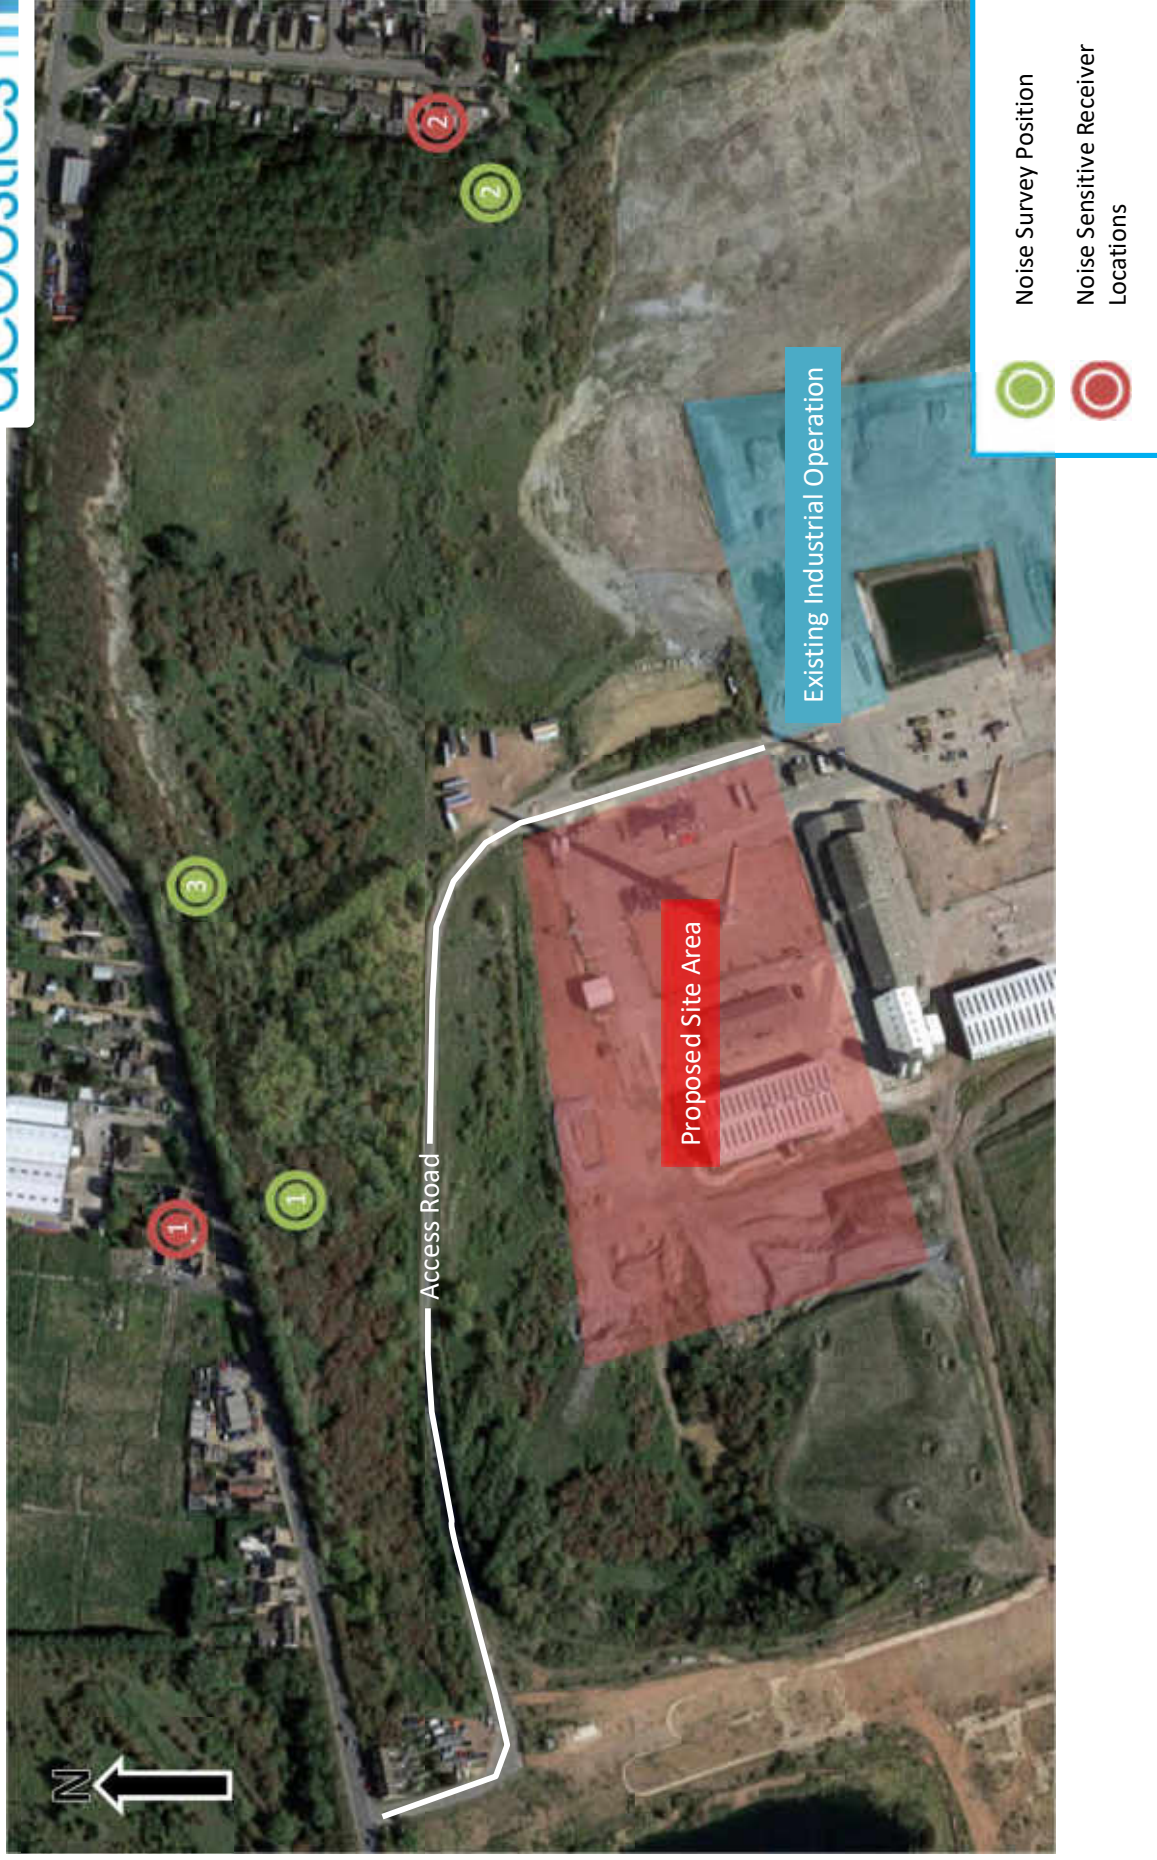 acoustics
N
1
3
2
1
2
Access Road
Proposed Site Area
Existing Industrial Operation
Noise Survey Position
Noise Sensitive Receiver
Locations